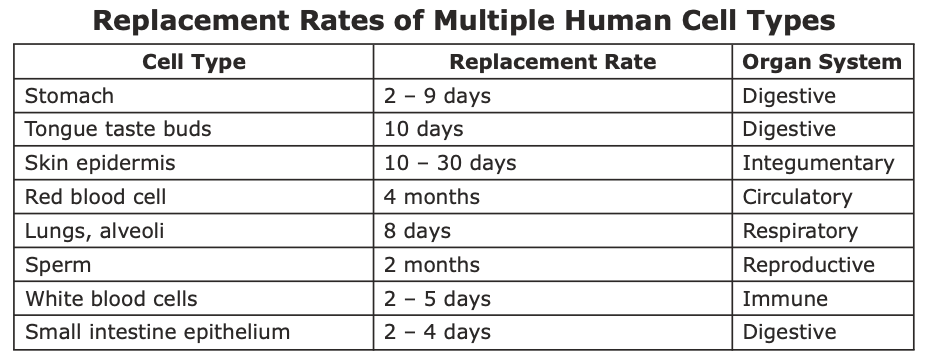 Replacement Rates of Multiple Human Cell Types
Cell Type Replacement Rate Organ System
Stomach 2 – 9 days Digestive
Tongue taste buds 10 days Digestive
Skin epidermis 10 – 30 days Integumentary
Red blood cell 4 months Circulatory
Lungs, alveoli 8 days Respiratory
Sperm 2 months Reproductive
White blood cells 2 – 5 days Immune
Small intestine epithelium 2 – 4 days Digestive